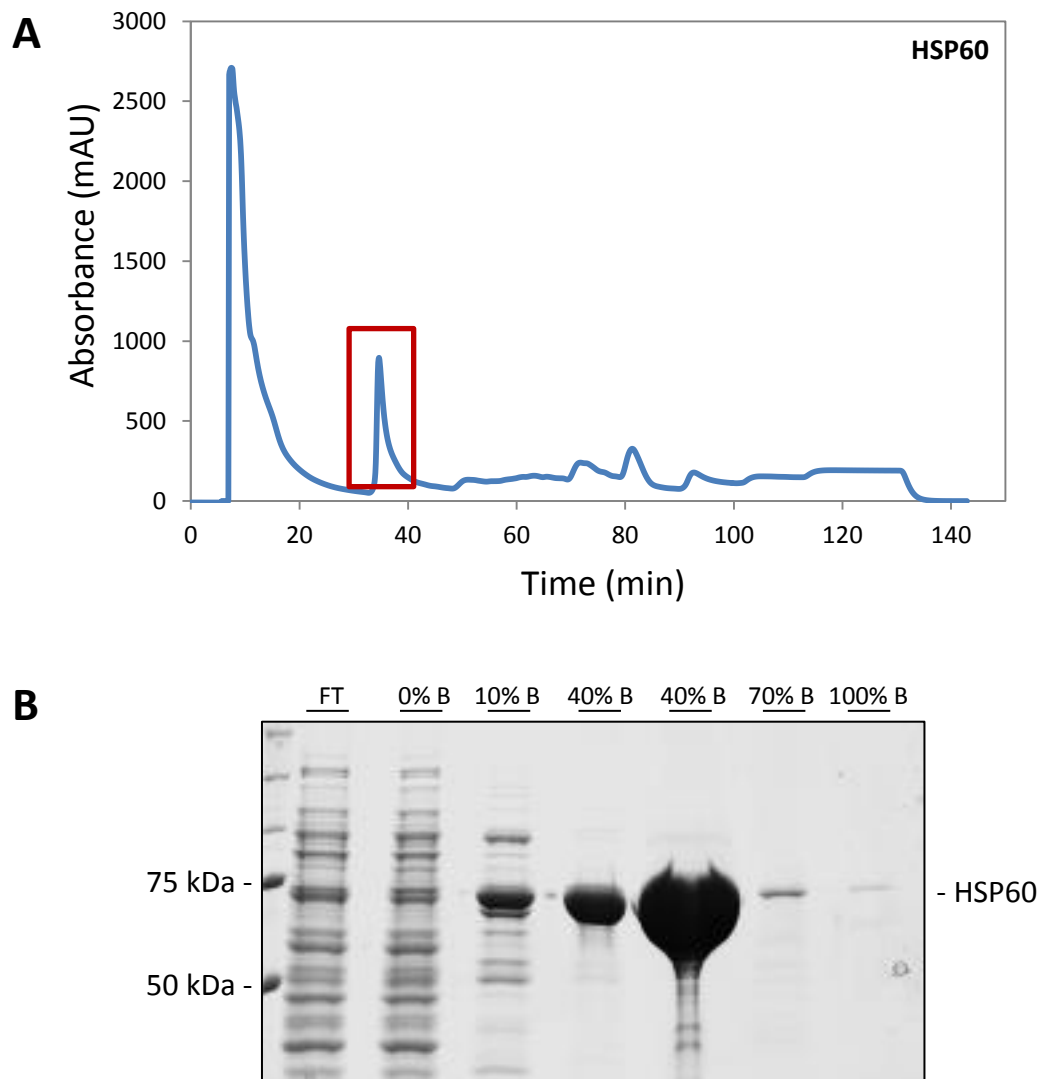 A
HSP60
3000
2500
2000
1500
1000
500
0
Absorbance (mAU)
0 20 40 60 80 100 120 140
Time (min)
B
FT 0% B 10% B 40% B 40% B 70% B 100% B
75 kDa -
- HSP60
50 kDa -